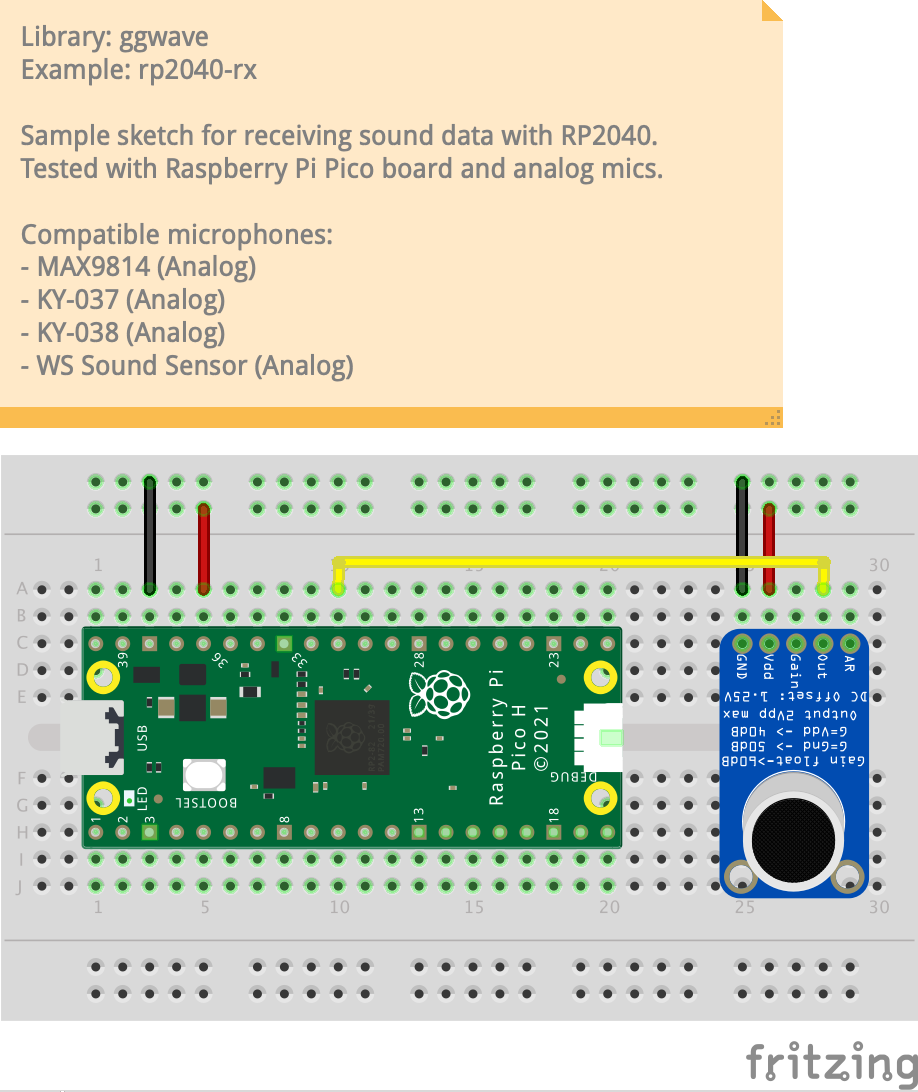 Library: ggwave
Example: rp2040-rx
Sample sketch for receiving sound data with RP2040.
Tested with Raspberry Pi Pico board and analog mics.
Compatible microphones:
- MAX9814 (Analog)
- KY-037 (Analog)
- KY-038 (Analog)
- WS Sound Sensor (Analog)
1 15 20 30
A
B
C
D
E
F
G
H
I
J
39 36 33 28 23
USB
LED
BOOTSEL
Raspberry Pi
Pico H
©2021
DEBUG
1 2 3 8 13 18
GND Vdd Gain Out AR
DC Offset: 1.25V
Output 2Vpp max
G=Vdd -> 40dB
G=Gnd -> 50dB
Gain float->60dB
1 5 10 15 20 25 30
fritzing